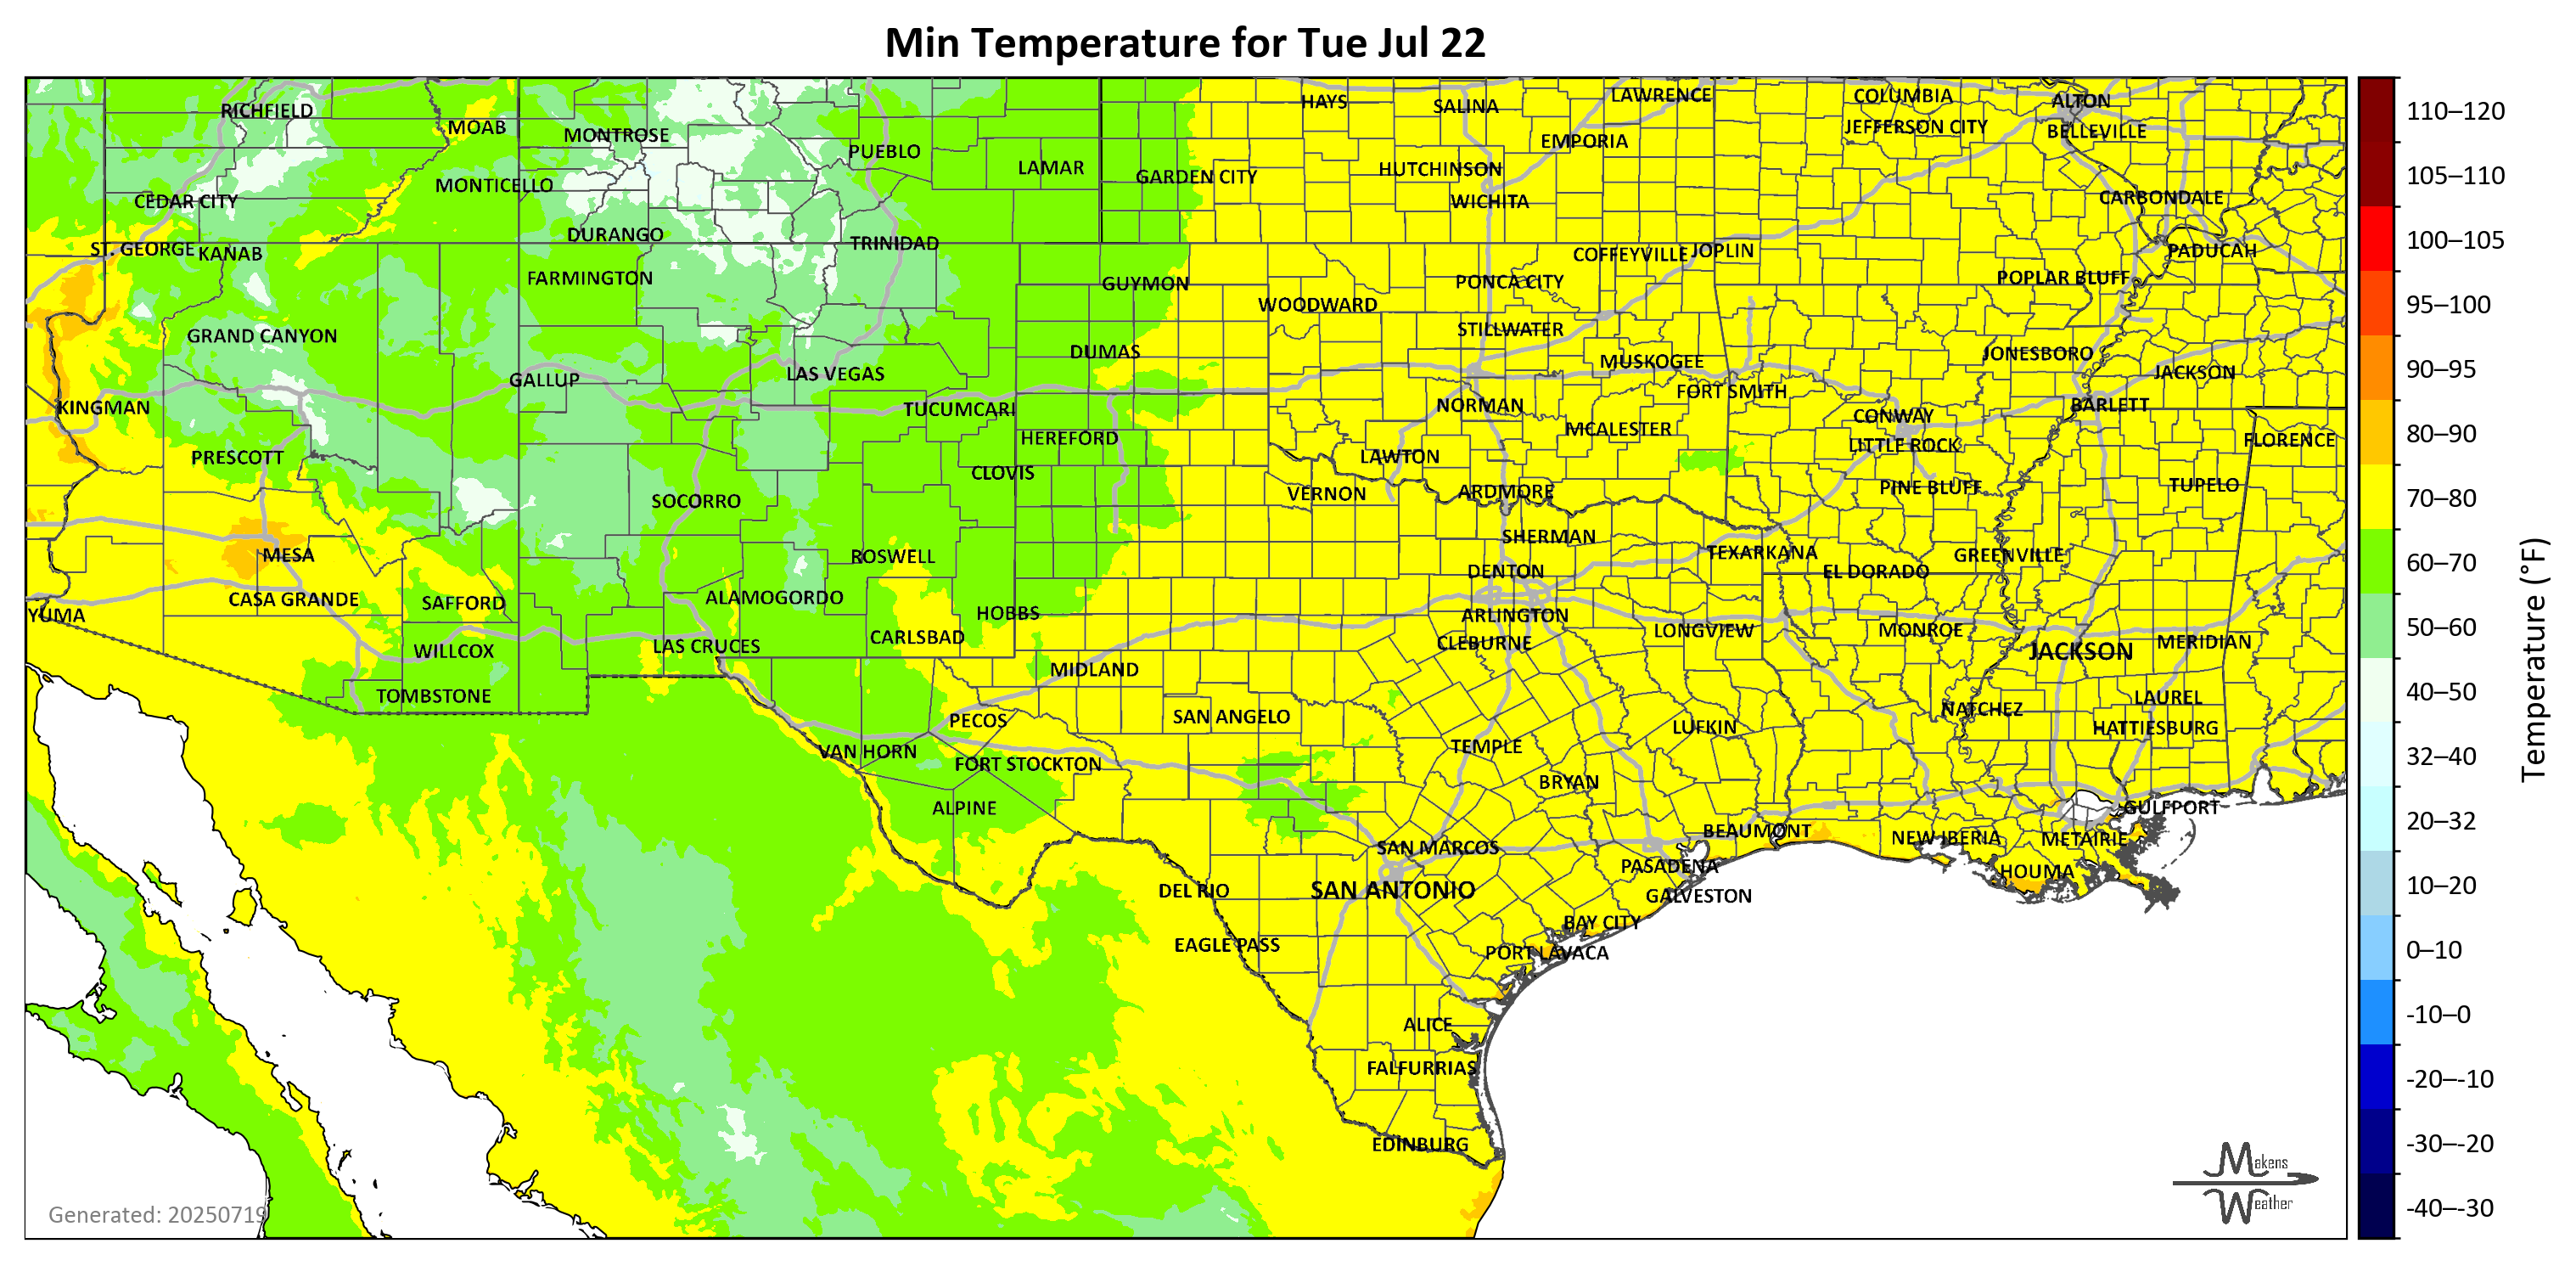 Min Temperature for Tue Jul 22
RICHFIELD
MOAB
MONTROSE
PUEBLO
LAMAR
GARDEN CITY
HAYS
SALINA
LAWRENCE
EMPORIA
HUTCHINSON
WICHITA
COLUMBIA
JEFFERSON CITY
ALTON
BELLEVILLE
CARBONDALE
CEDAR CITY
MONTICELLO
DURANGO
TRINIDAD
ST. GEORGE
KANAB
FARMINGTON
GUYMON
WOODWARD
PONCA CITY
COFFEYVILLE
JOPLIN
POPLAR BLUFF
PADUCAH
GRAND CANYON
DUMAS
STILLWATER
MUSKOGEE
JONESBORO
JACKSON
GALLUP
LAS VEGAS
KINGMAN
TUCUMCARI
NORMAN
FORT SMITH
CONWAY
BARLETT
HEREFORD
MCALESTER
LITTLE ROCK
FLORENCE
PRESCOTT
CLOVIS
LAWTON
SOCORRO
VERNON
ARDMORE
PINE BLUFF
TUPELO
MESA
ROSWELL
SHERMAN
TEXARKANA
GREENVILLE
DENTON
EL DORADO
CASA GRANDE
SAFFORD
ALAMOGORDO
HOBBS
YUMA
ARLINGTON
CLEBURNE
LONGVIEW
MONROE
JACKSON
MERIDIAN
WILLCOX
LAS CRUCES
CARLSBAD
MIDLAND
TOMBSTONE
PECOS
SAN ANGELO
LUFKIN
NATCHEZ
LAUREL
HATTIESBURG
VAN HORN
FORT STOCKTON
TEMPLE
BRYAN
ALPINE
GULFPORT
SAN MARCOS
BEAUMONT
NEW IBERIA
METAIRIE
PASADENA
HOUMA
DEL RIO
SAN ANTONIO
GALVESTON
EAGLE PASS
BAY CITY
PORT LAVACA
ALICE
FALFURRIAS
EDINBURG
Generated: 20250719
Makens
Weather
110–120
105–110
100–105
95–100
90–95
80–90
70–80
60–70
50–60
40–50
32–40
20–32
10–20
0–10
-10–0
-20–-10
-30–-20
-40–-30
Temperature (°F)